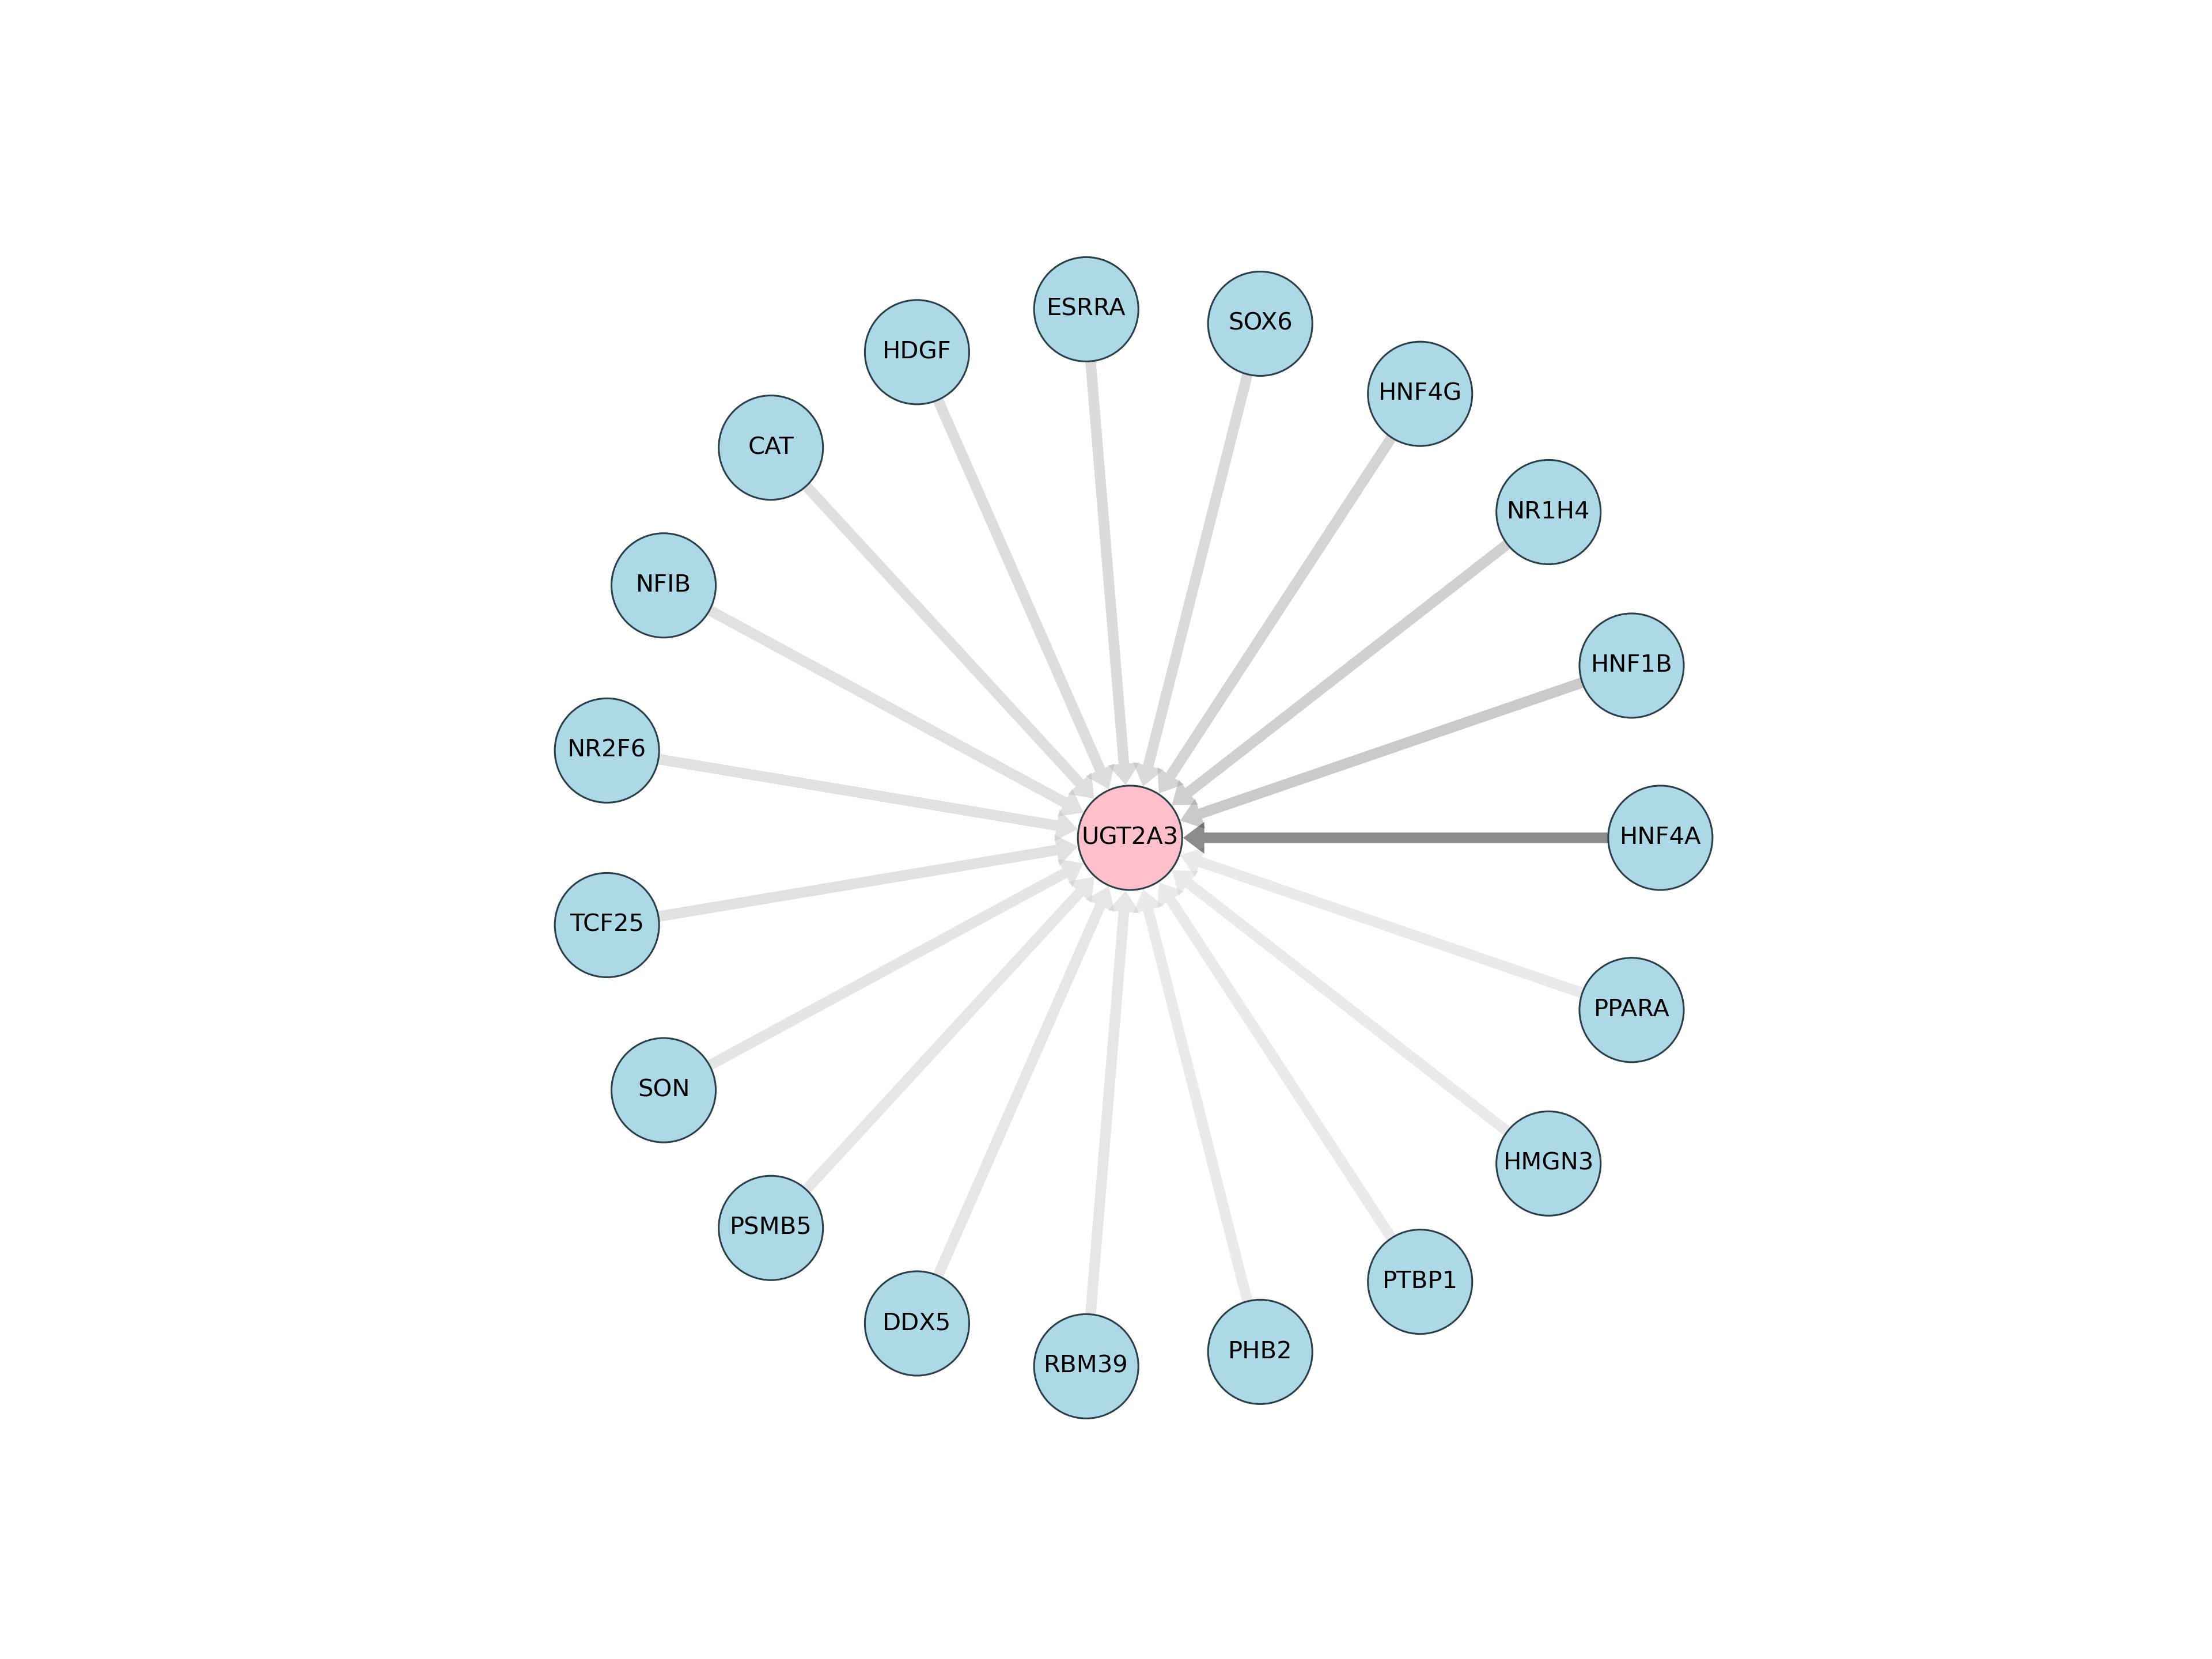 ESRRA
SOX6
HDGF
HNF4G
CAT
NR1H4
NFIB
HNF1B
NR2F6
UGT2A3
HNF4A
TCF25
PPARA
SON
HMGN3
PSMB5
PTBP1
DDX5
PHB2
RBM39